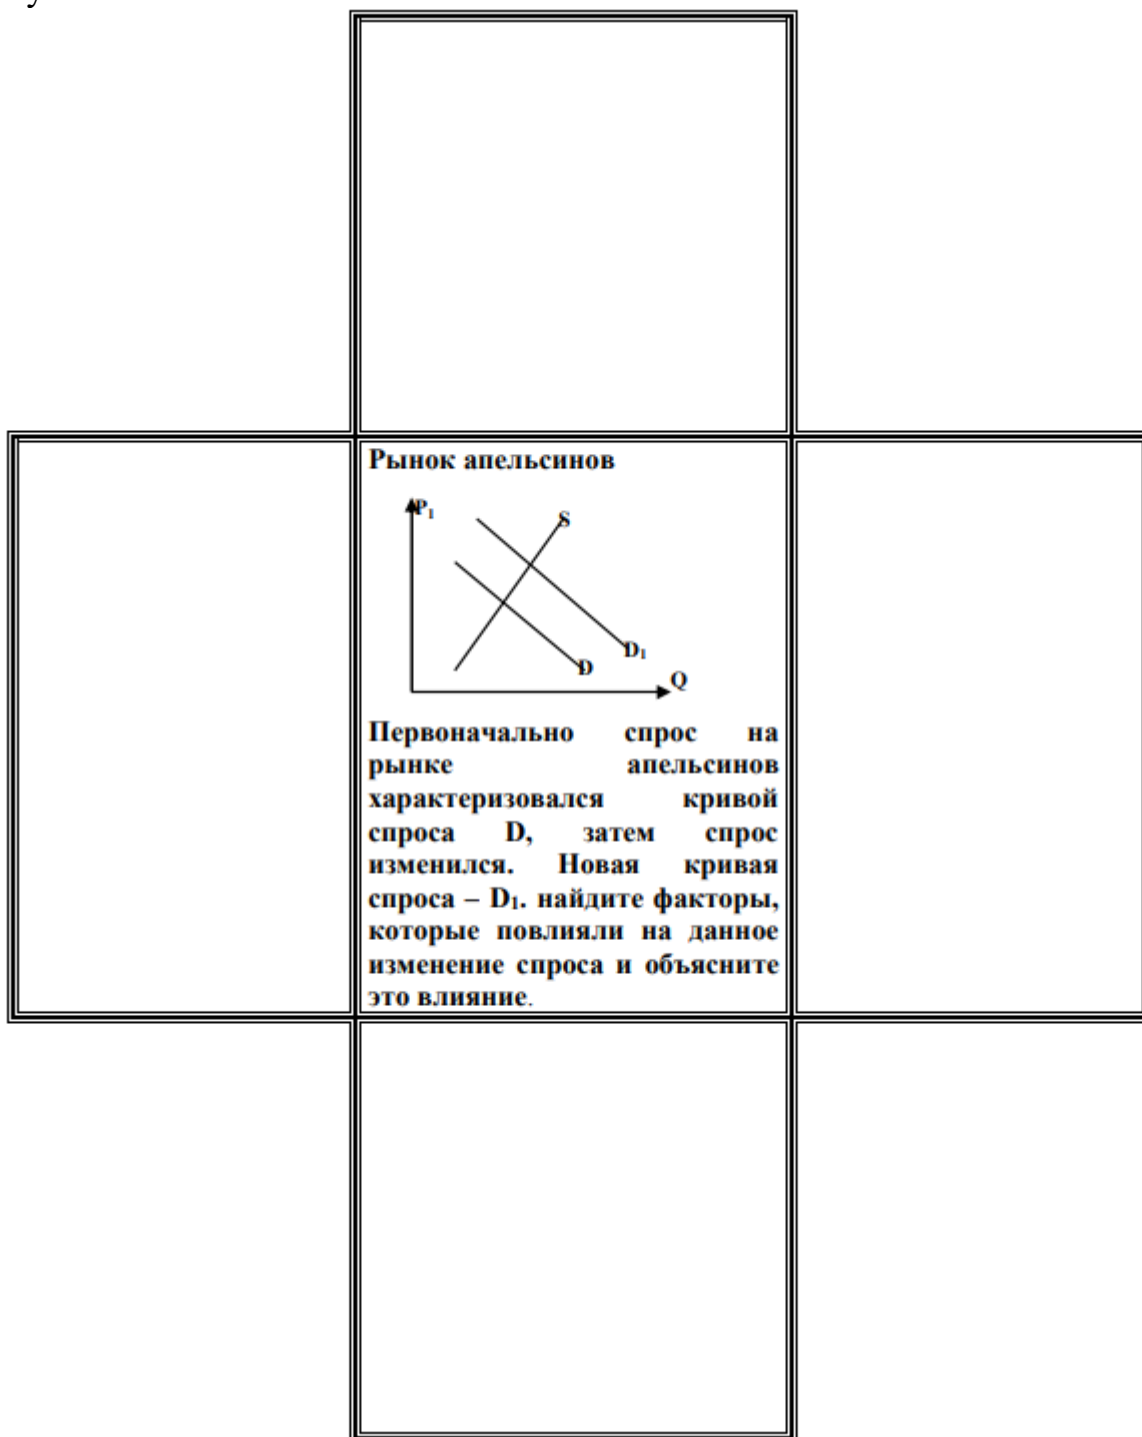 у
Рынок апельсинов
P₁
S
D₁
D
Q
Первоначально спрос на
рынке апельсинов
характеризовался кривой
спроса D, затем спрос
изменился. Новая кривая
спроса – D₁. найдите факторы,
которые повлияли на данное
изменение спроса и объясните
это влияние.